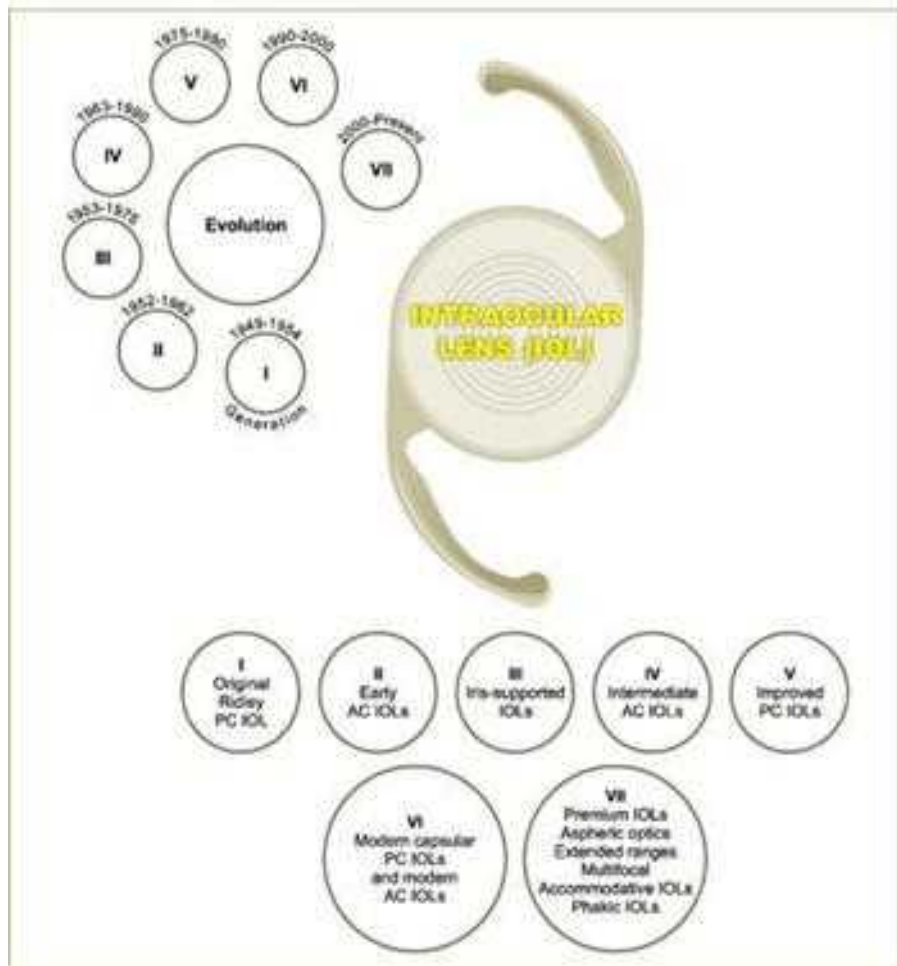 1975-1990
V
1990-2000
VI
1963-1990
IV
2000-Present
VII
Evolution
1953-1975
III
1952-1962
II
1949-1954
I
Generation
INTRAOCULAR
LENS (IOL)
I
Original
Ridley
PC IOL
II
Early
AC IOLs
III
Iris-supported
IOLs
IV
Intermediate
AC IOLs
V
Improved
PC IOLs
VI
Modern capsular
PC IOLs
and modern
AC IOLs
VII
Premium IOLs
Aspheric optics
Extended ranges
Multifocal
Accommodative IOLs
Phakic IOLs